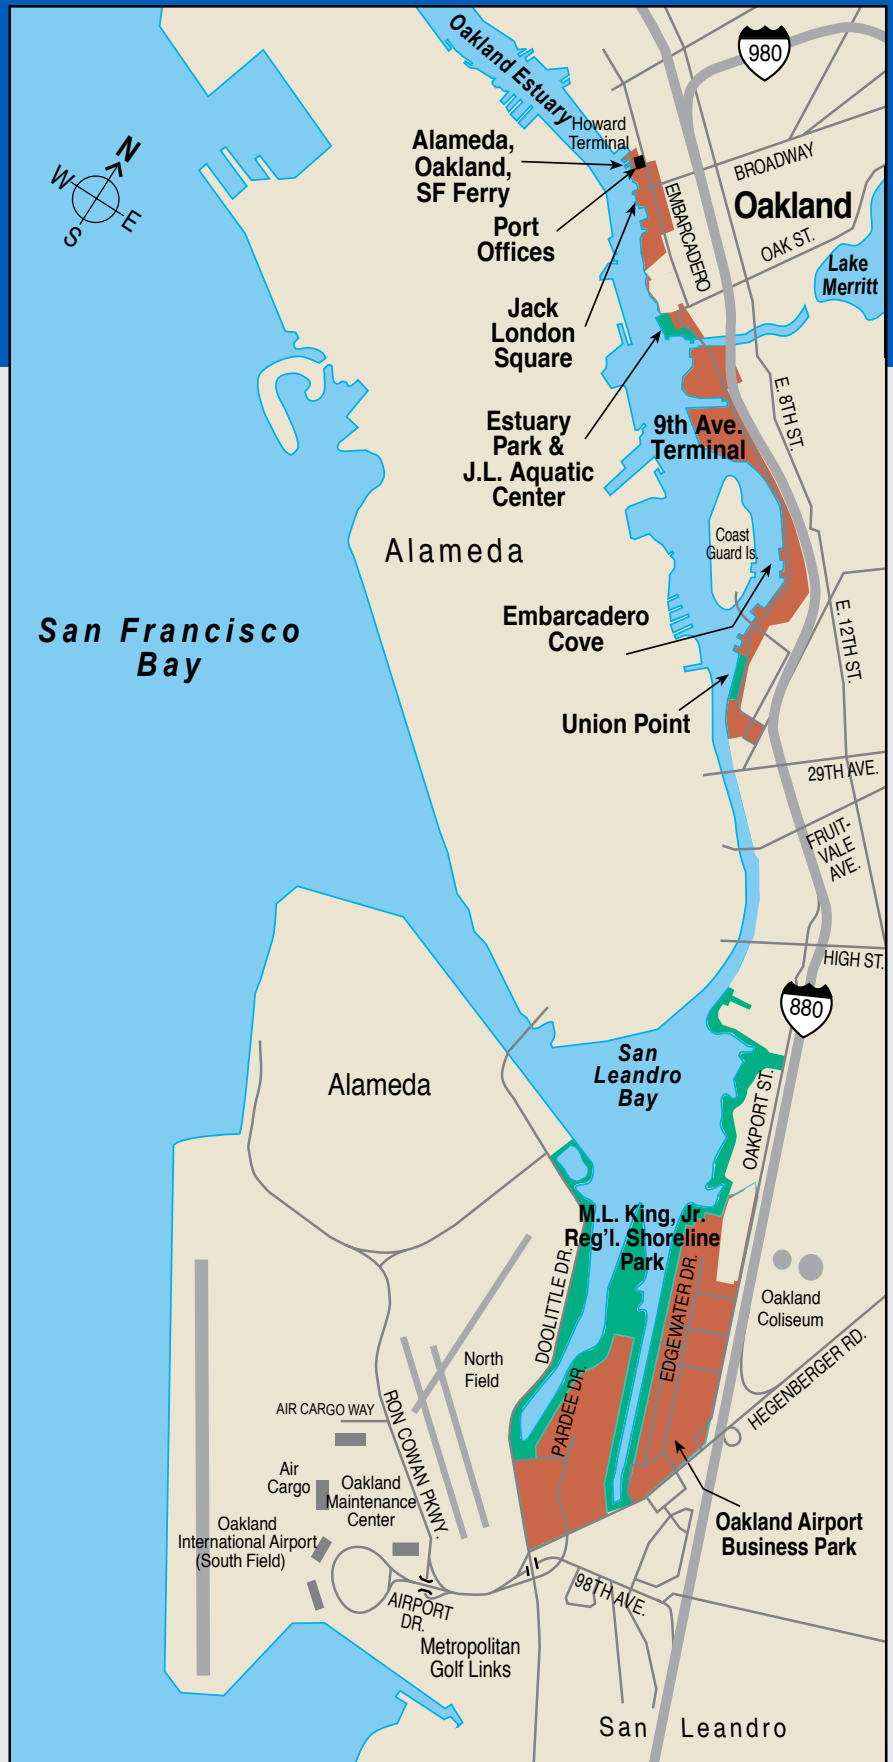 Oakland Estuary
980
Howard
Terminal
Alameda,
Oakland,
SF Ferry
BROADWAY
N
W
E
S
EMBARCADERO
Oakland
Port
Offices
OAK ST.
Lake
Merritt
Jack
London
Square
E. 8TH ST.
Estuary
Park &
J.L. Aquatic
Center
9th Ave.
Terminal
Alameda
Coast
Guard Is.
San Francisco
Bay
Embarcadero
Cove
E. 12TH ST.
Union Point
29TH AVE.
FRUIT-
VALE
AVE.
HIGH ST.
880
San
Leandro
Bay
Alameda
OAKPORT ST.
M.L. King, Jr.
Reg'l. Shoreline
Park
DOOLITTLE DR.
EDGEWATER DR.
Oakland
Coliseum
North
Field
HEGENBERGER RD.
PARDEE DR.
RON COWAN PKWY.
AIR CARGO WAY
Air
Cargo
Oakland
Maintenance
Center
Oakland
International Airport
(South Field)
Oakland Airport
Business Park
98TH AVE.
AIRPORT
DR.
Metropolitan
Golf Links
San Leandro